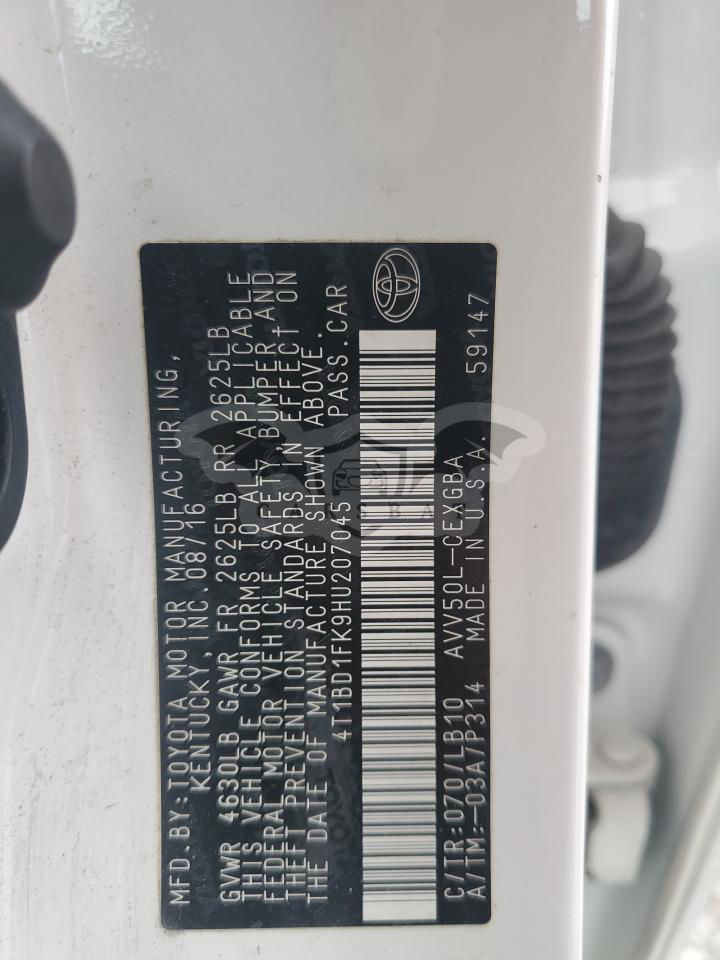 MFD.BY:TOYOTA MOTOR MANUFACTURING,
KENTUCKY, INC.08/16
GVWR 4630LB GAWR FR 2625LB RR 2625LB
THIS VEHICLE CONFORMS TO ALL APPLICABLE
FEDERAL MOTOR VEHICLE SAFETY, BUMPER, AND
THEFT PREVENTION STANDARDS IN EFFECT ON
THE DATE OF MANUFACTURE SHOWN ABOVE.
4T1BD1FK9HU207045 PASS.CAR
C/TR:070/LB10 AVV50L-CEXGBA
A/TM:-03A/P314 MADE IN U.S.A. 59147